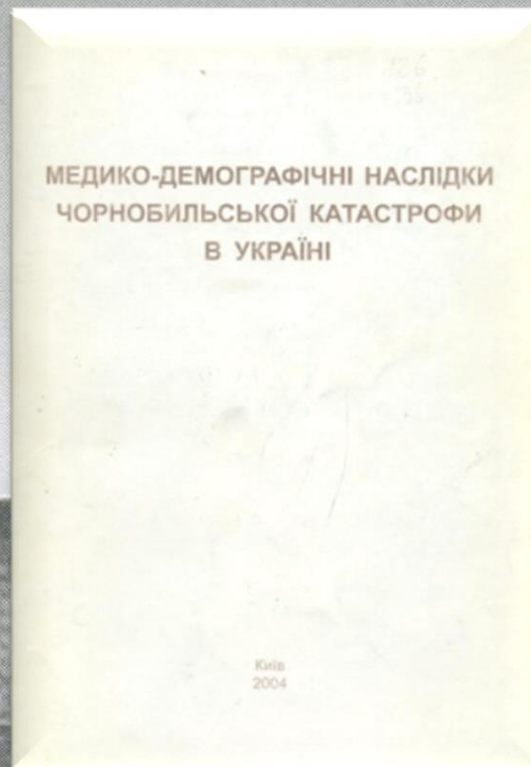 МЕДИКО-ДЕМОГРАФІЧНІ НАСЛІДКИ
ЧОРНОБИЛЬСЬКОЇ КАТАСТРОФИ
В УКРАЇНІ
Київ
2004